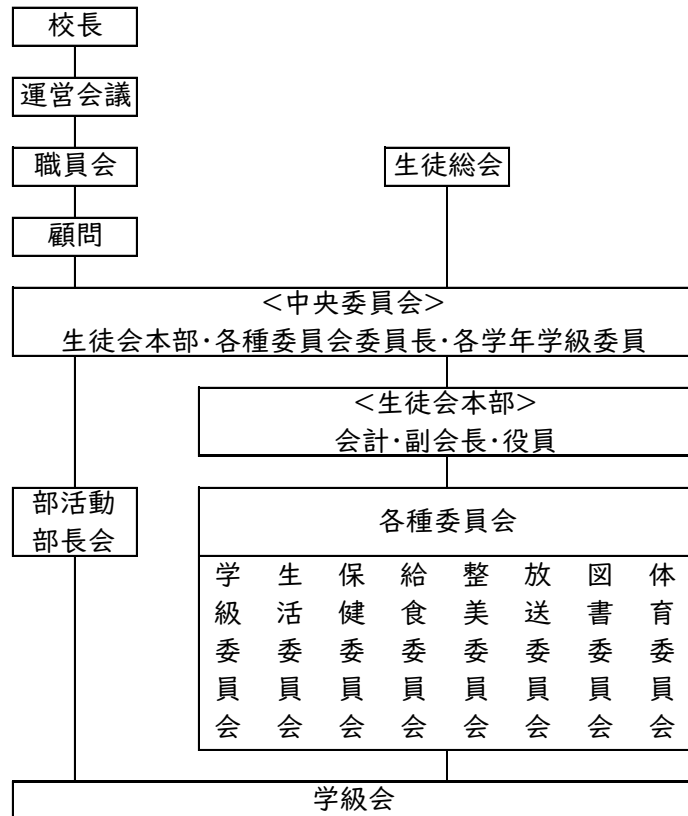 校長
運営会議
職員会
生徒総会
顧問
<中央委員会>
生徒会本部・各種委員会委員長・各学年学級委員
<生徒会本部>
会計・副会長・役員
部活動
部長会
各種委員会
学級委員会
生活委員会
保健委員会
給食委員会
整美委員会
放送委員会
図書委員会
体育委員会
学級会